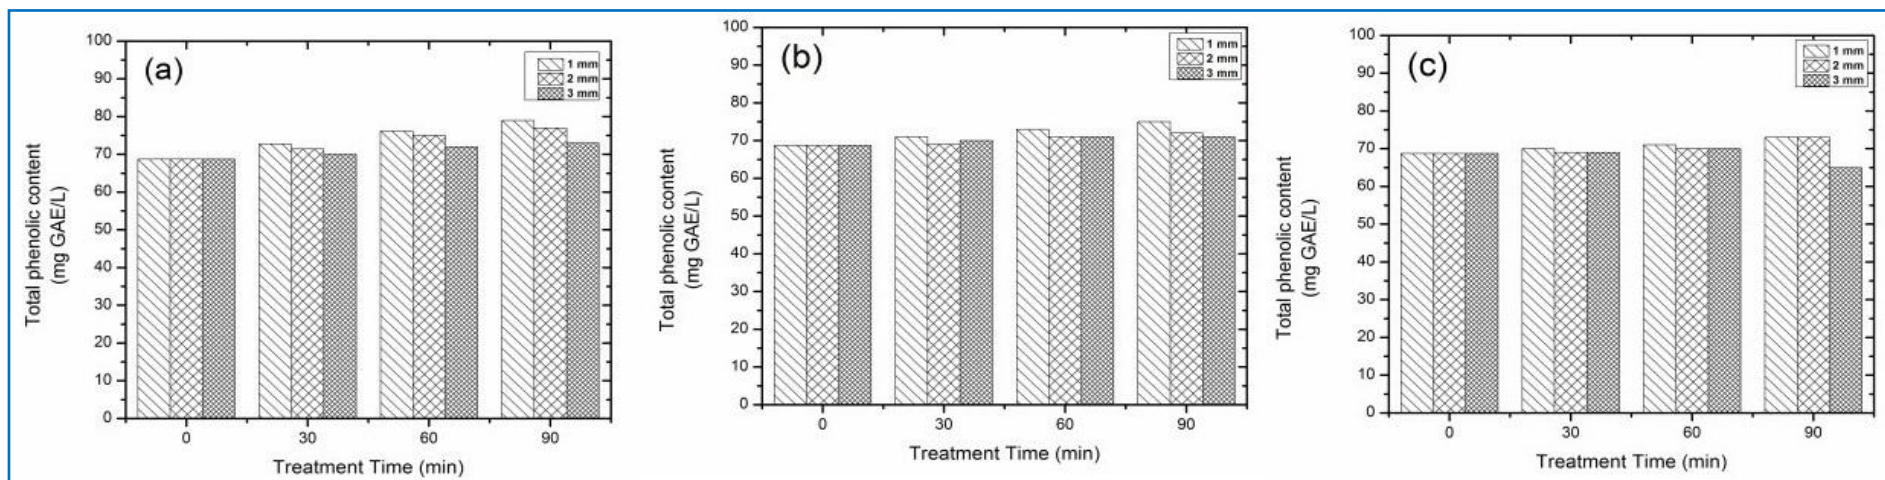 (a)
1 mm
2 mm
3 mm
100
90
80
70
60
50
40
30
20
10
0
Total phenolic content
(mg GAE/L)
0 30 60 90
Treatment Time (min)
(b)
1 mm
2 mm
3 mm
100
90
80
70
60
50
40
30
20
10
0
Total phenolic content
(mg GAE/L)
0 30 60 90
Treatment Time (min)
(c)
1 mm
2 mm
3 mm
100
90
80
70
60
50
40
30
20
10
0
Total phenolic content
(mg GAE/L)
0 30 60 90
Treatment Time (min)